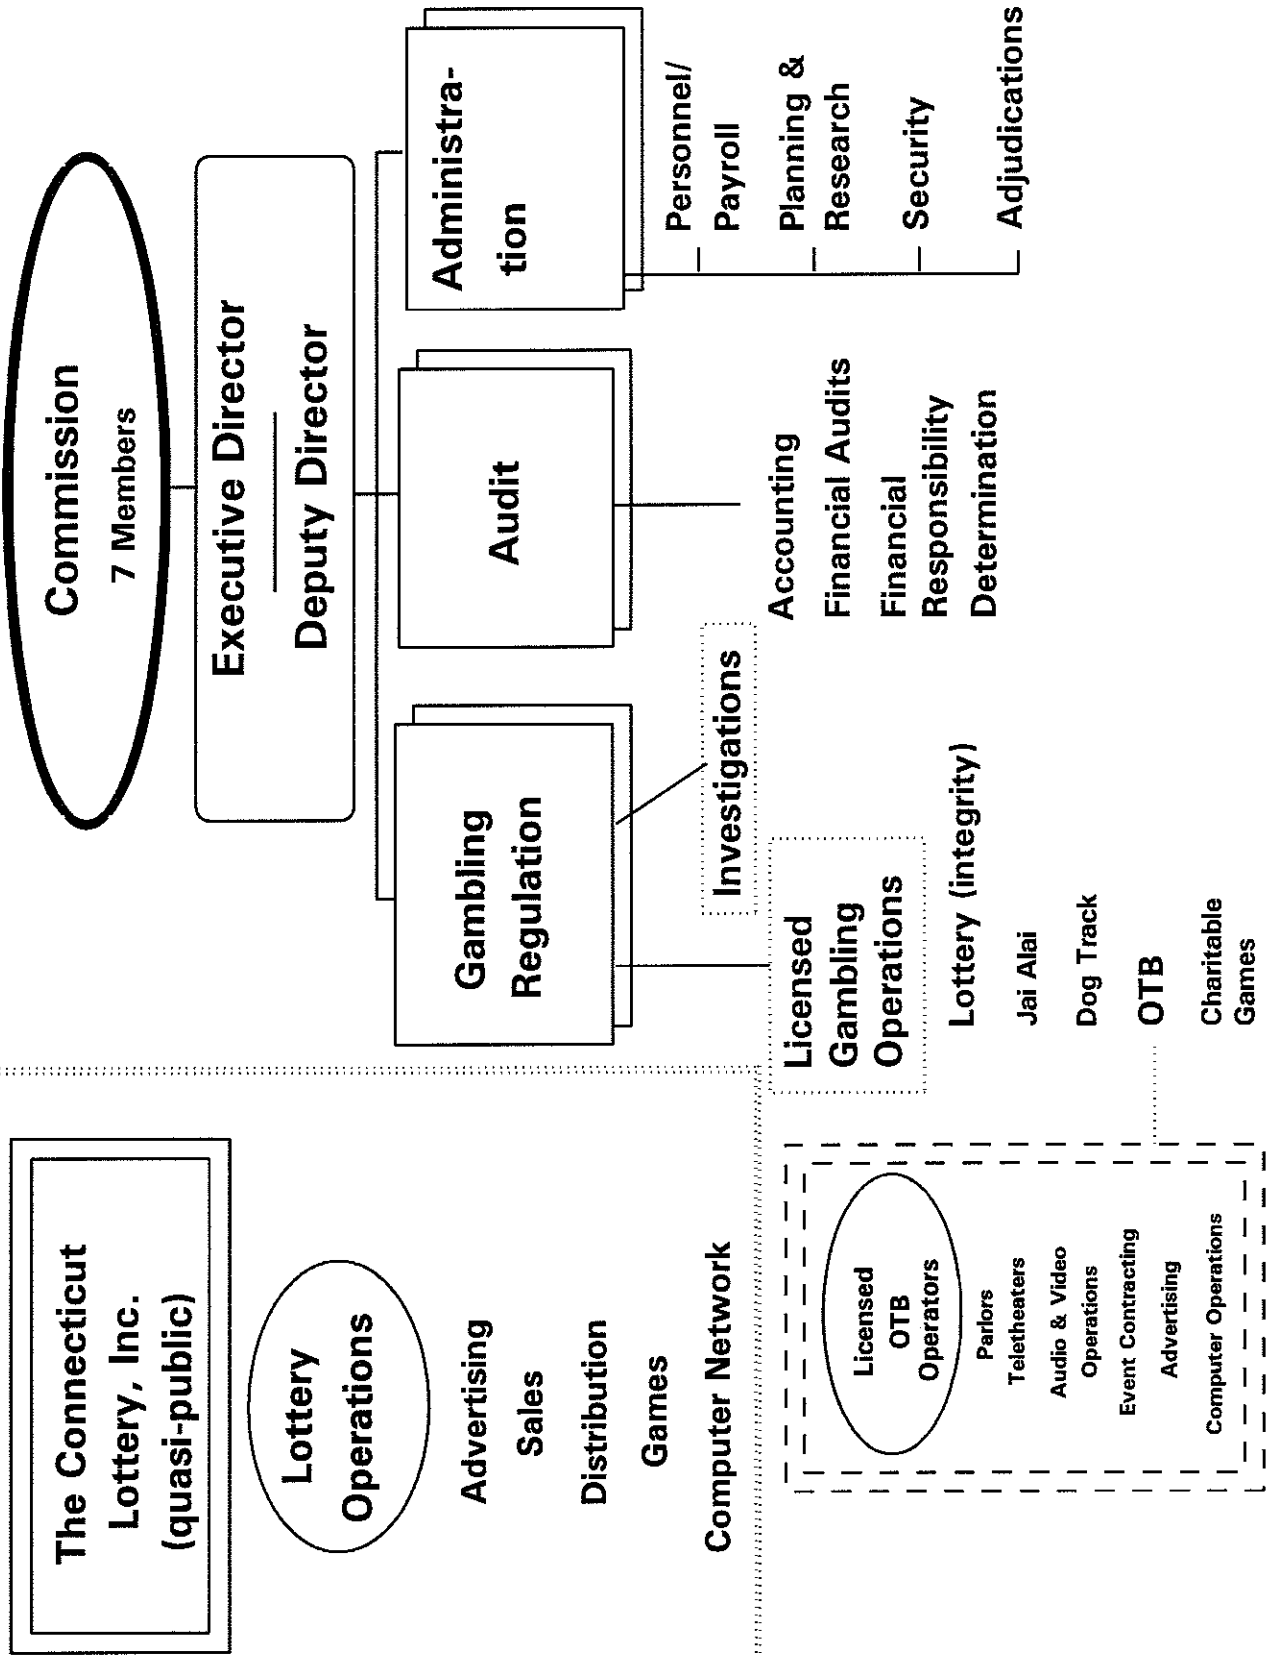 The Connecticut
Lottery, Inc.
(quasi-public)
Lottery
Operations
Advertising
Sales
Distribution
Games
Computer Network
Commission
7 Members
Executive Director
Deputy Director
Gambling
Regulation
Audit
Administra-
tion
Investigations
Licensed
Gambling
Operations
Lottery (integrity)
Jai Alai
Dog Track
OTB
Charitable
Games
Accounting
Financial Audits
Financial
Responsibility
Determination
Personnel/
Payroll
Planning &
Research
Security
Adjudications
Licensed
OTB
Operators
Parlors
Teletheaters
Audio & Video
Operations
Event Contracting
Advertising
Computer Operations